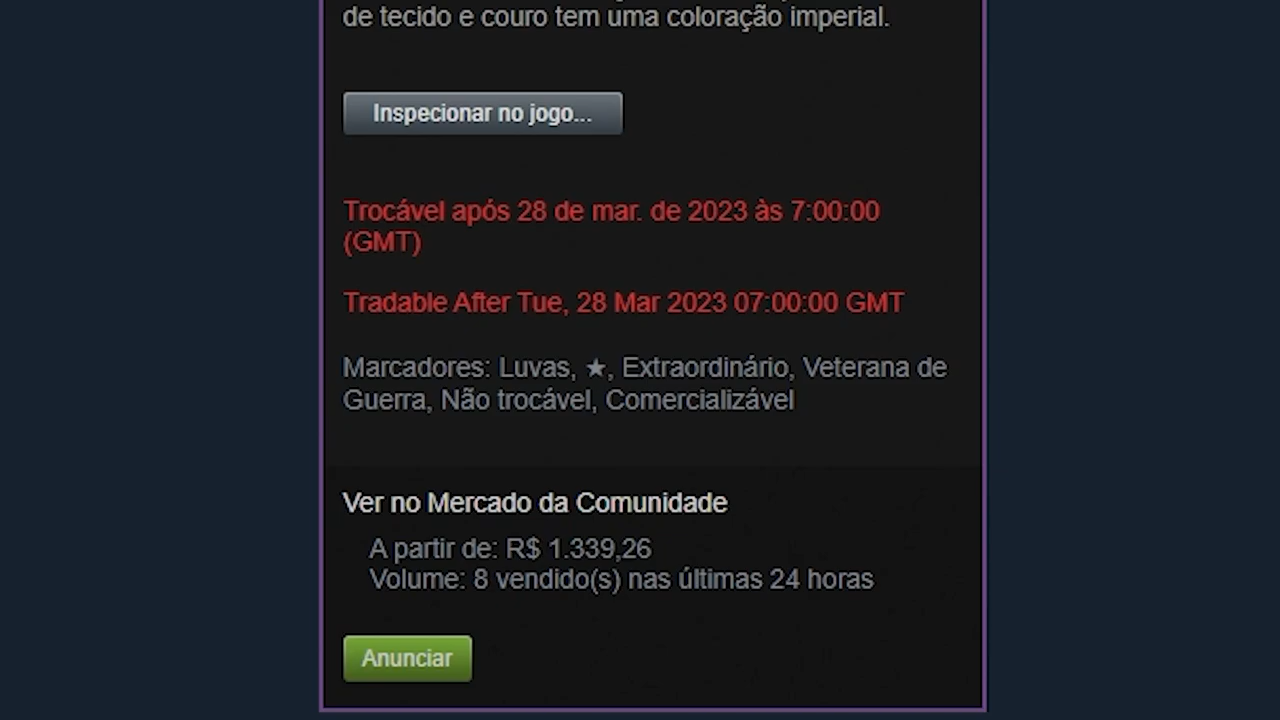 de tecido e couro tem uma coloração imperial.
Inspecionar no jogo...
Trocável após 28 de mar. de 2023 às 7:00:00
(GMT)
Tradable After Tue, 28 Mar 2023 07:00:00 GMT
Marcadores: Luvas, ★, Extraordinário, Veterana de
Guerra, Não trocável, Comercializável
Ver no Mercado da Comunidade
A partir de: R$ 1.339,26
Volume: 8 vendido(s) nas últimas 24 horas
Anunciar